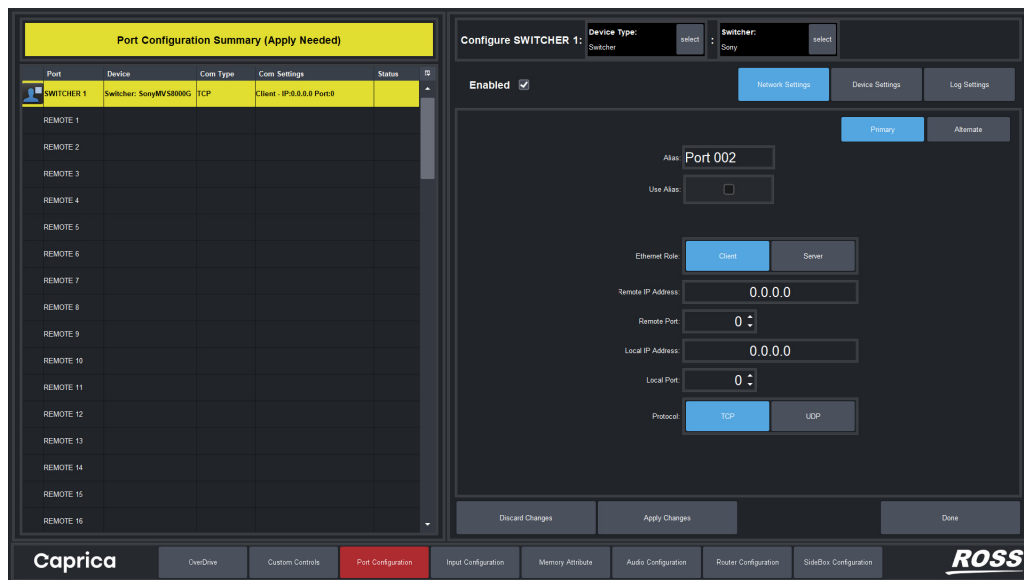 Port Configuration Summary (Apply Needed)
Port Device Com Type Com Settings Status
SWITCHER 1 Switcher: SonyMVS8000G TCP Client - IP:0.0.0.0 Port:0
REMOTE 1
REMOTE 2
REMOTE 3
REMOTE 4
REMOTE 5
REMOTE 6
REMOTE 7
REMOTE 8
REMOTE 9
REMOTE 10
REMOTE 11
REMOTE 12
REMOTE 13
REMOTE 14
REMOTE 15
REMOTE 16
Configure SWITCHER 1: Device Type: Switcher select : Switcher: Sony select
Enabled Network Settings Device Settings Log Settings
Primary Alternate
Alias: Port 002
Use Alias:
Ethernet Role: Client Server
Remote IP Address: 0.0.0.0
Remote Port: 0
Local IP Address: 0.0.0.0
Local Port: 0
Protocol: TCP UDP
Discard Changes Apply Changes Done
Caprica OverDrive Custom Controls Port Configuration Input Configuration Memory Attribute Audio Configuration Router Configuration SideBox Configuration ROSS